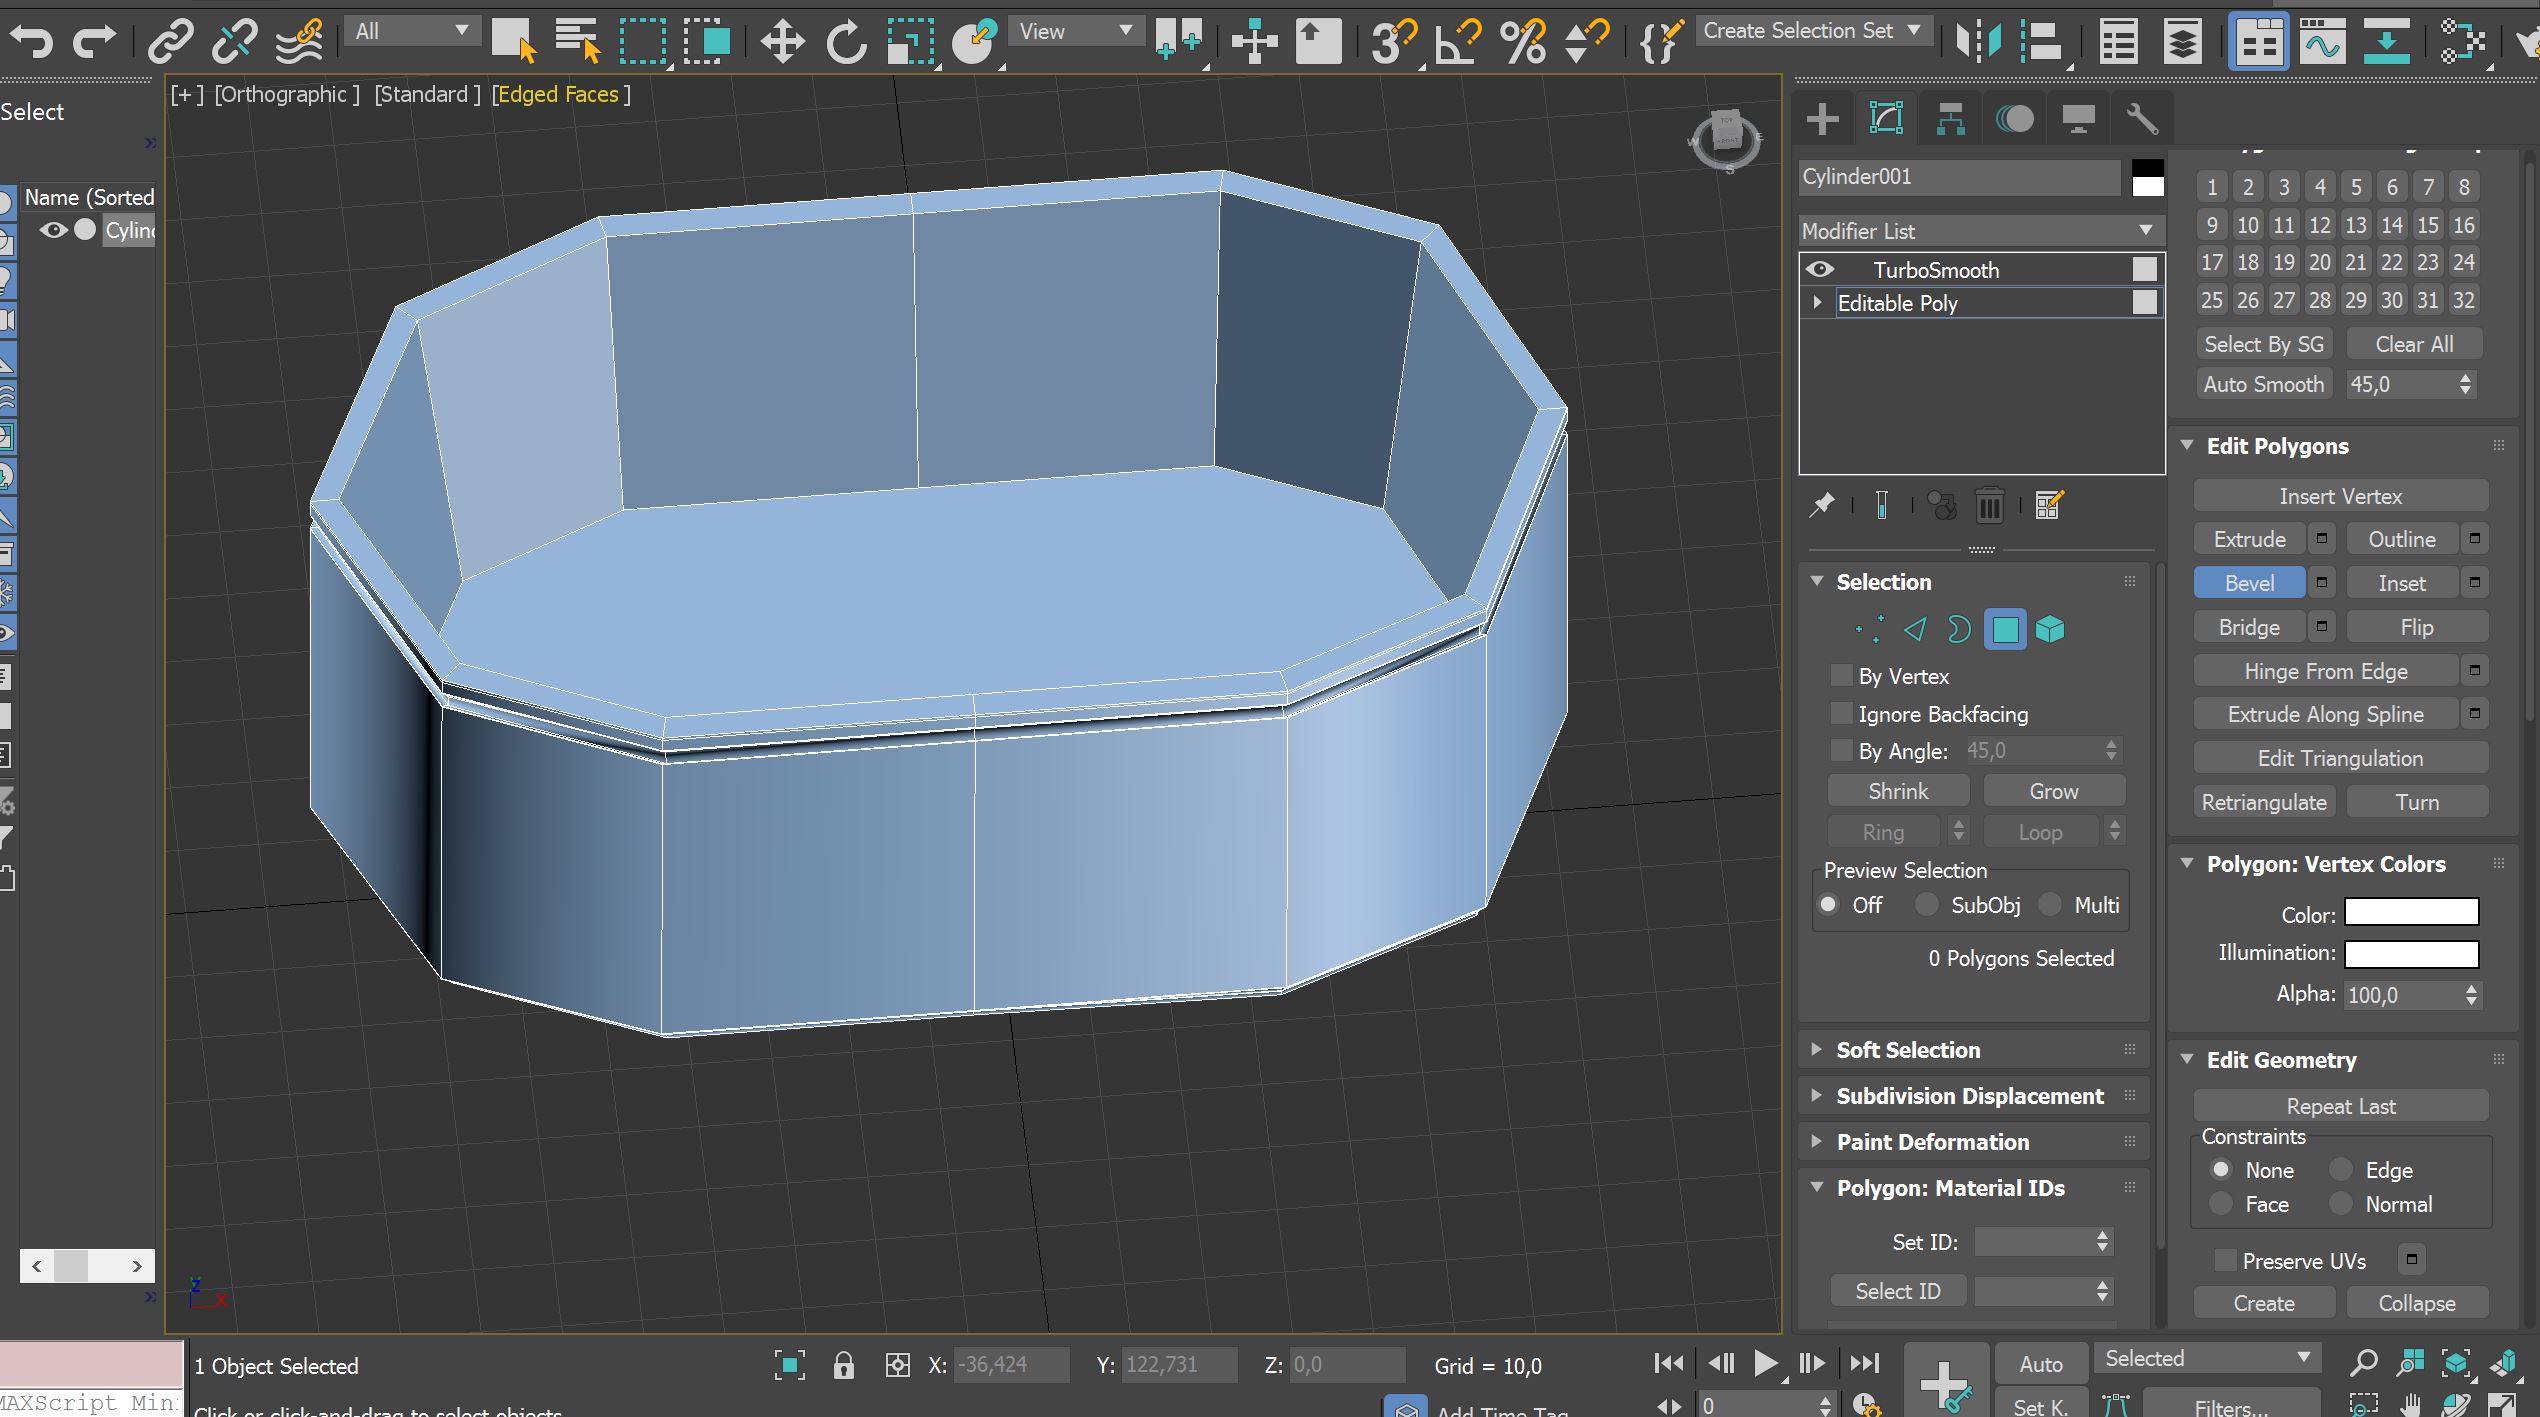 All
View
Create Selection Set
[+] [Orthographic] [Standard] [Edged Faces]
Select
Name (Sorted
Cylind
TOP
FRONT
W
E
S
Cylinder001
Modifier List
TurboSmooth
Editable Poly
Selection
By Vertex
Ignore Backfacing
By Angle: 45,0
Shrink Grow
Ring Loop
Preview Selection
Off SubObj Multi
0 Polygons Selected
Soft Selection
Subdivision Displacement
Paint Deformation
Polygon: Material IDs
Set ID:
Select ID
1 2 3 4 5 6 7 8
9 10 11 12 13 14 15 16
17 18 19 20 21 22 23 24
25 26 27 28 29 30 31 32
Select By SG Clear All
Auto Smooth 45,0
Edit Polygons
Insert Vertex
Extrude Outline
Bevel Inset
Bridge Flip
Hinge From Edge
Extrude Along Spline
Edit Triangulation
Retriangulate Turn
Polygon: Vertex Colors
Color:
Illumination:
Alpha: 100,0
Edit Geometry
Repeat Last
Constraints
None Edge
Face Normal
Preserve UVs
Create Collapse
z x
1 Object Selected
X: -36,424 Y: 122,731 Z: 0,0 Grid = 10,0
Auto Selected
MAXScript Mini
Click or click-and-drag to select objects
Add Time Tag
0
Set K. Filters...